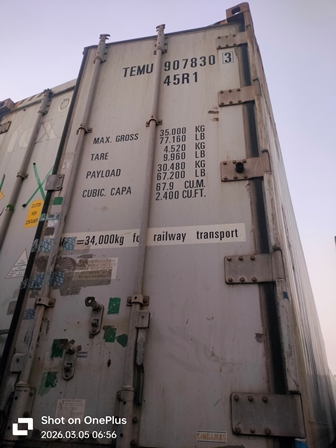 TEMU 907830 3
45R1
MAX. GROSS 35.000 KG
77.160 LB
TARE 4.520 KG
9.960 LB
PAYLOAD 30.480 KG
67.200 LB
CUBIC. CAPA 67.9 CU.M.
2.400 CU.FT.
=34,000kg for railway transport
Shot on OnePlus
2026.03.05 06:56